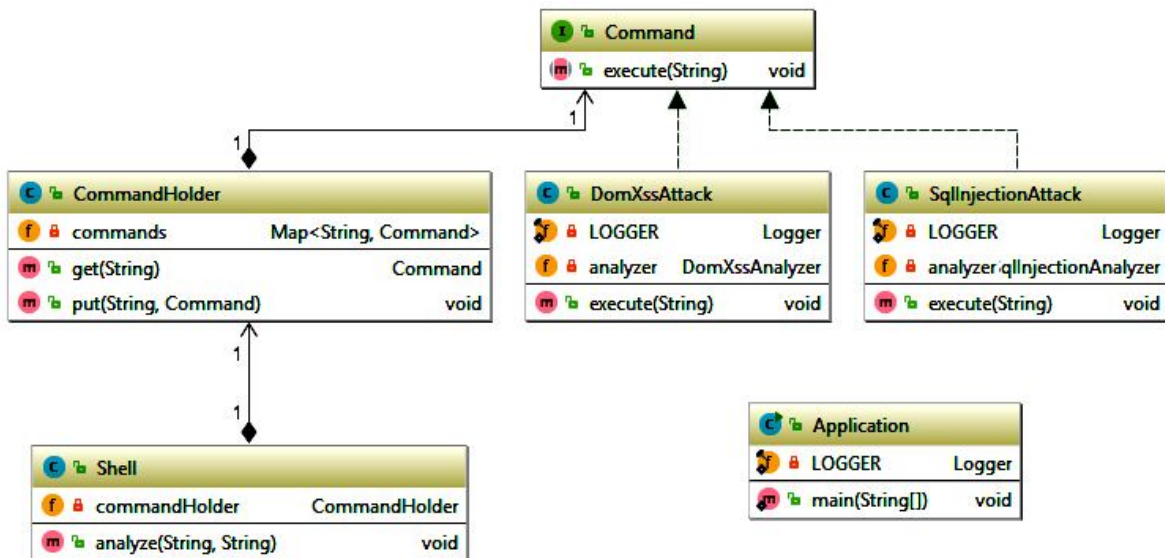 Command
execute(String) void
1
1
CommandHolder
commands Map<String, Command>
get(String) Command
put(String, Command) void
DomXssAttack
LOGGER Logger
analyzer DomXssAnalyzer
execute(String) void
SqlInjectionAttack
LOGGER Logger
analyzer qlInjectionAnalyzer
execute(String) void
1
1
Shell
commandHolder CommandHolder
analyze(String, String) void
Application
LOGGER Logger
main(String[]) void